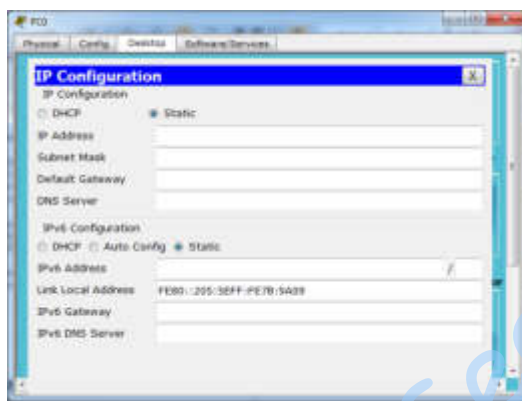 PC0
Physical Config Desktop Software/Services
IP Configuration X
IP Configuration
DHCP Static
IP Address
Subnet Mask
Default Gateway
DNS Server
IPv6 Configuration
DHCP Auto Config Static
IPv6 Address /
Link Local Address FE80::205:5EFF:FE7B:5A09
IPv6 Gateway
IPv6 DNS Server